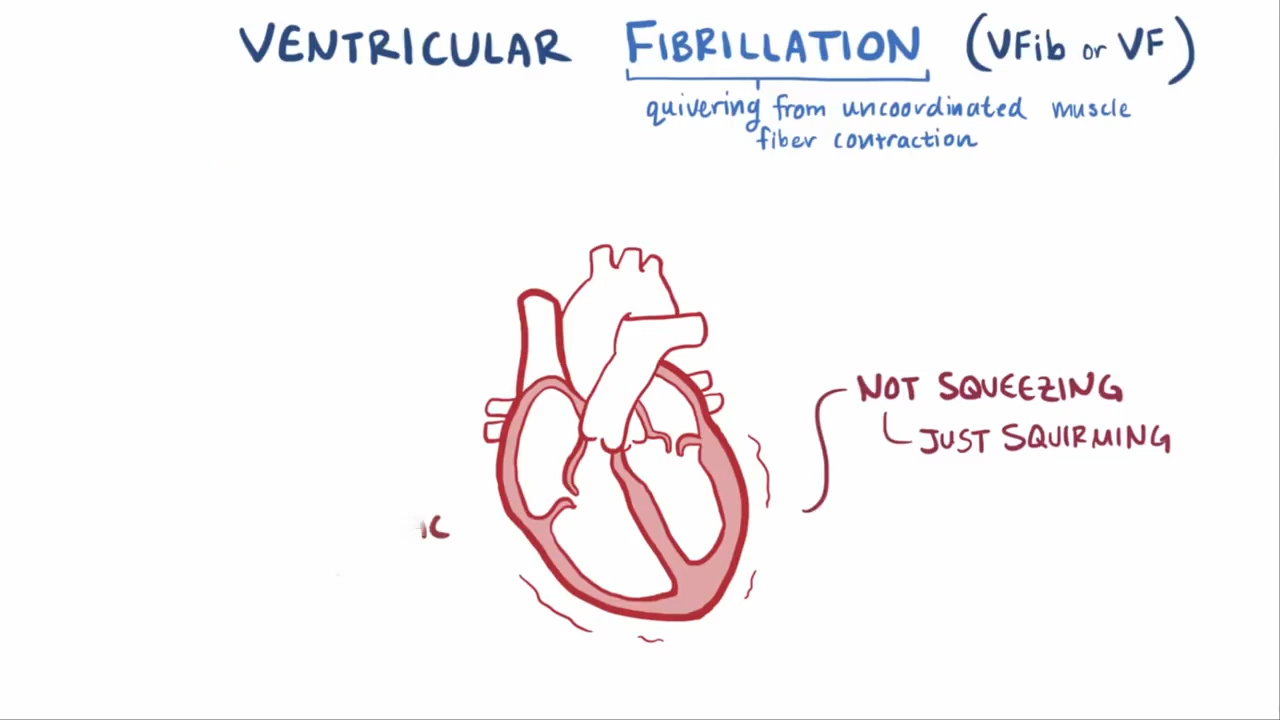 VENTRICULAR FIBRILLATION (VFib or VF)
quivering from uncoordinated muscle
fiber contraction
NOT SQUEEZING
JUST SQUIRMING